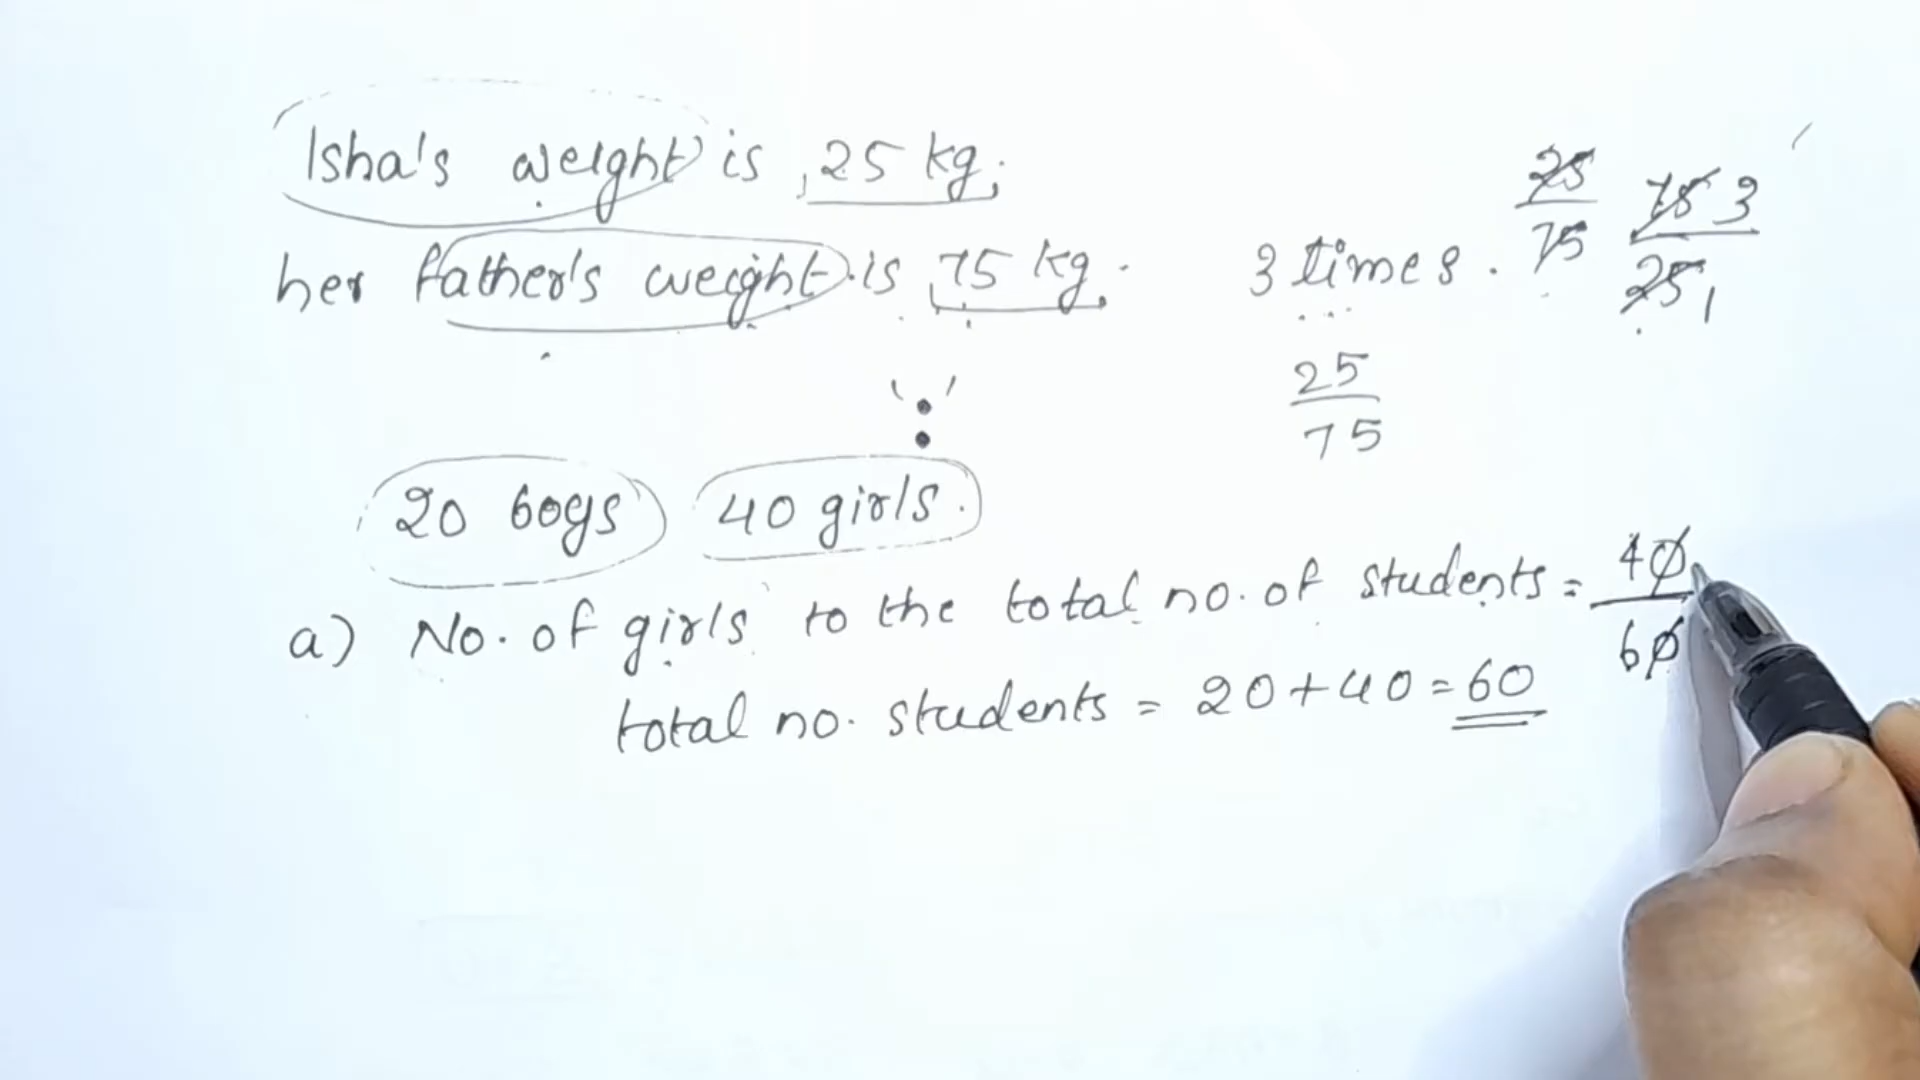 Isha's weight is 25 kg.
her father's weight is 75 kg.
3 times.
25
75
75 3
25 1
25
75
:
20 boys 40 girls.
a) No. of girls to the total no. of students = 40
60
total no. students = 20+40=60